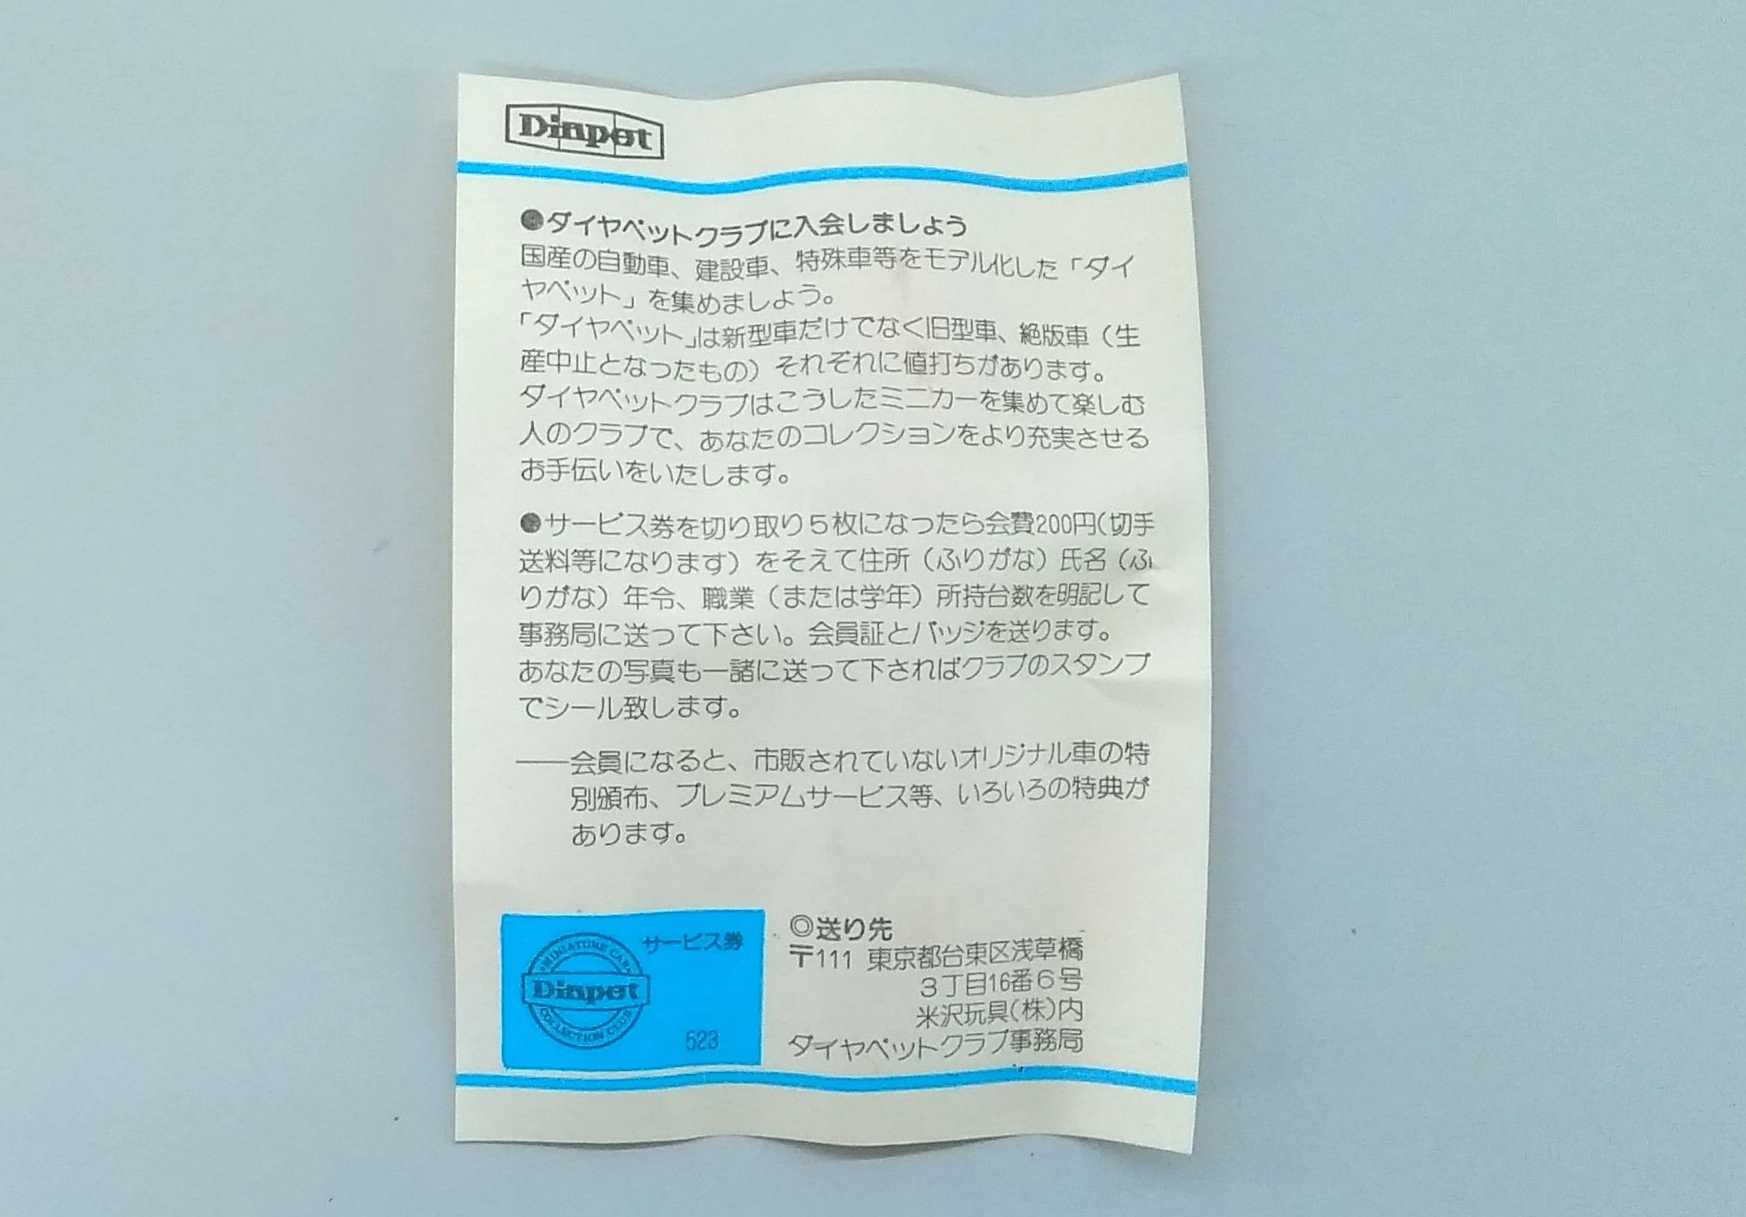 Diapet
●ダイヤペットクラブに入会しましょう
国産の自動車、建設車、特殊車等をモデル化した「ダイ
ヤペット」を集めましよう。
「ダイヤペット」は新型車だけでなく旧型車、絶版車（生
産中止となったもの）それぞれに値打ちがあります。
ダイヤペットクラブはこうしたミニカーを集めて楽しむ
人のクラブで、あなたのコレクションをより充実させる
お手伝いをいたします。
●サービス券を切り取り５枚になったら会費200円(切手
送料等になります）をそえて住所（ふりがな）氏名（ふ
りがな）年令、職業（または学年）所持台数を明記して
事務局に送って下さい。会員証とバッジを送ります。
あなたの写真も一諸に送って下さればクラブのスタンプ
でシール致します。
――会員になると、市販されていないオリジナル車の特
別頒布、プレミアムサービス等、いろいろの特典が
あります。
サービス券
MINIATURE CAR
Diapet
COLLECTION CLUB
523
◎送り先
〒111 東京都台東区浅草橋
３丁目16番６号
米沢玩具(株)内
ダイヤペットクラブ事務局